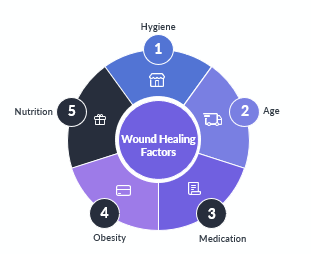 Hygiene
1
2
Age
3
Medication
4
Obesity
5
Nutrition
Wound Healing
Factors